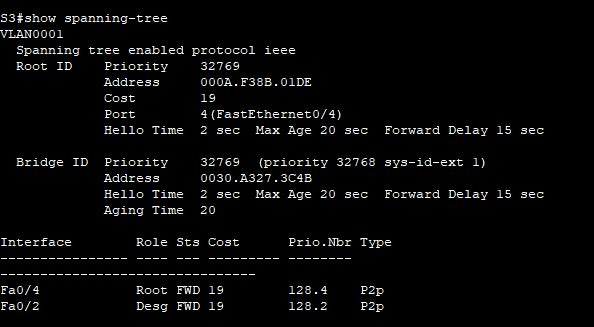 S3#show spanning-tree
VLAN0001
  Spanning tree enabled protocol ieee
  Root ID    Priority    32769
             Address     000A.F38B.01DE
             Cost        19
             Port        4(FastEthernet0/4)
             Hello Time  2 sec  Max Age 20 sec  Forward Delay 15 sec

  Bridge ID  Priority    32769  (priority 32768 sys-id-ext 1)
             Address     0030.A327.3C4B
             Hello Time  2 sec  Max Age 20 sec  Forward Delay 15 sec
             Aging Time  20

Interface        Role Sts Cost      Prio.Nbr Type
---------------- ---- --- --------- --------
--------------------------------
Fa0/4            Root FWD 19        128.4    P2p
Fa0/2            Desg FWD 19        128.2    P2p